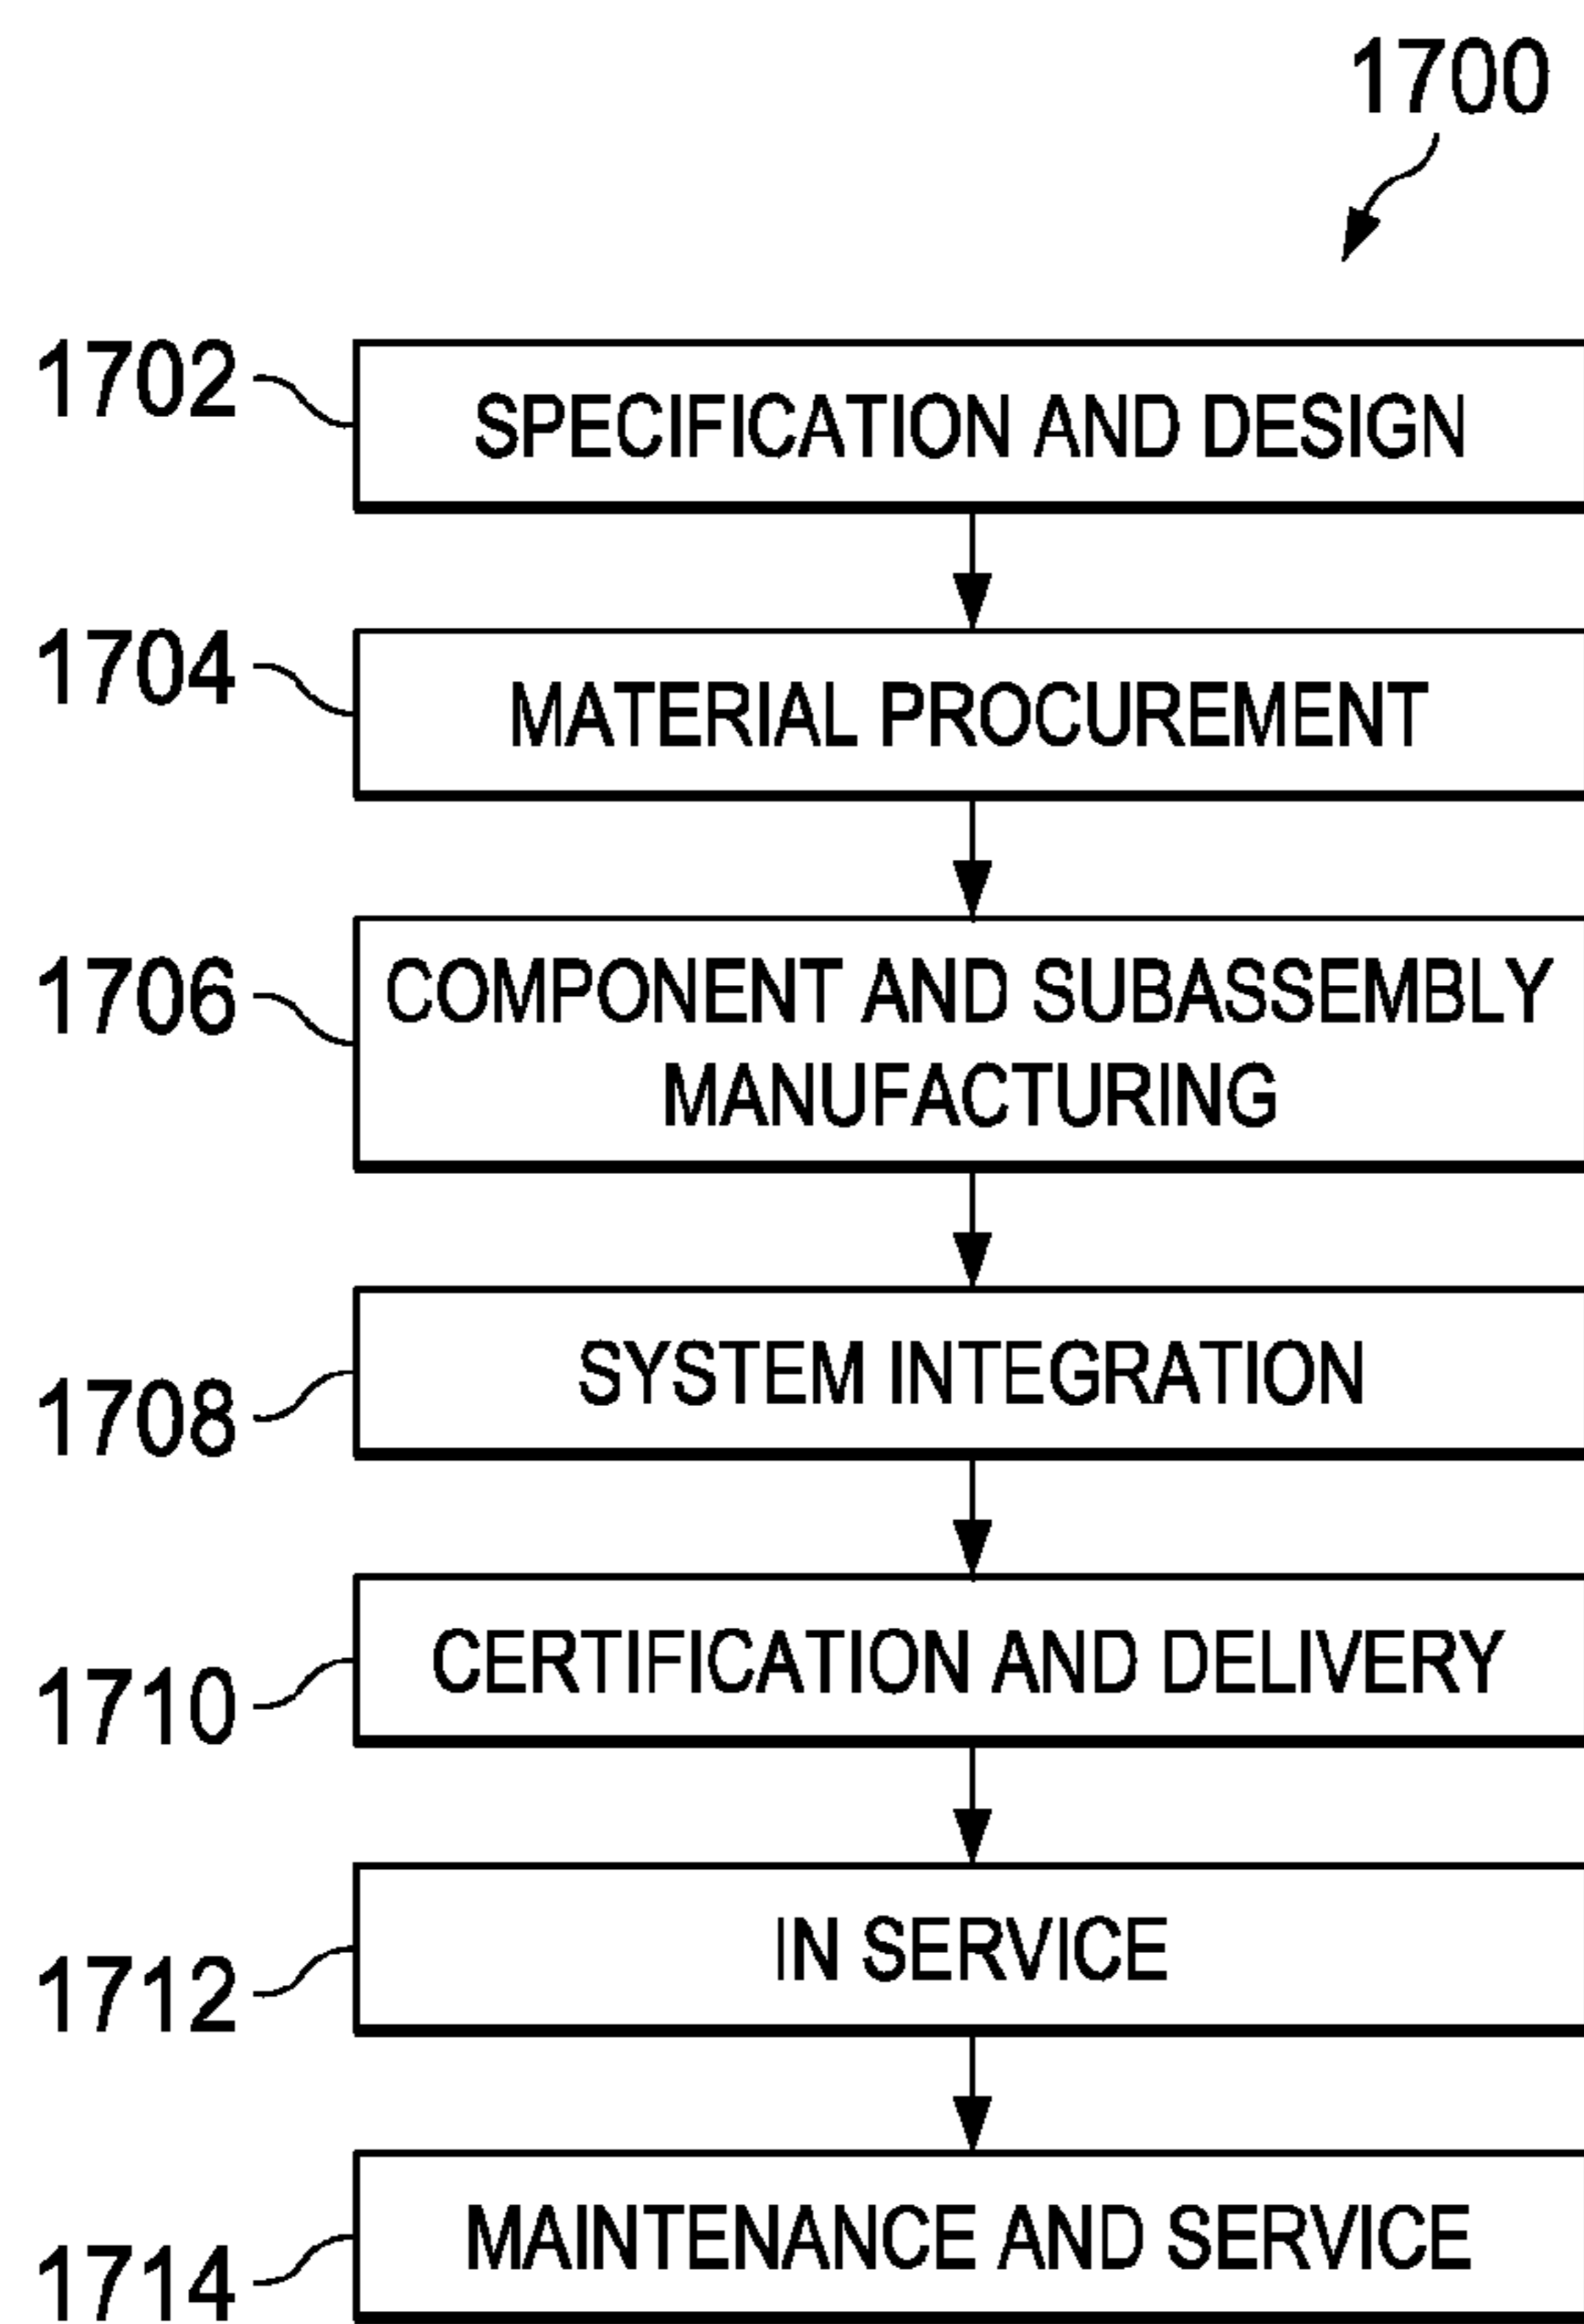 1700
1702
SPECIFICATION AND DESIGN
1704
MATERIAL PROCUREMENT
1706
COMPONENT AND SUBASSEMBLY
MANUFACTURING
1708
SYSTEM INTEGRATION
1710
CERTIFICATION AND DELIVERY
1712
IN SERVICE
1714
MAINTENANCE AND SERVICE